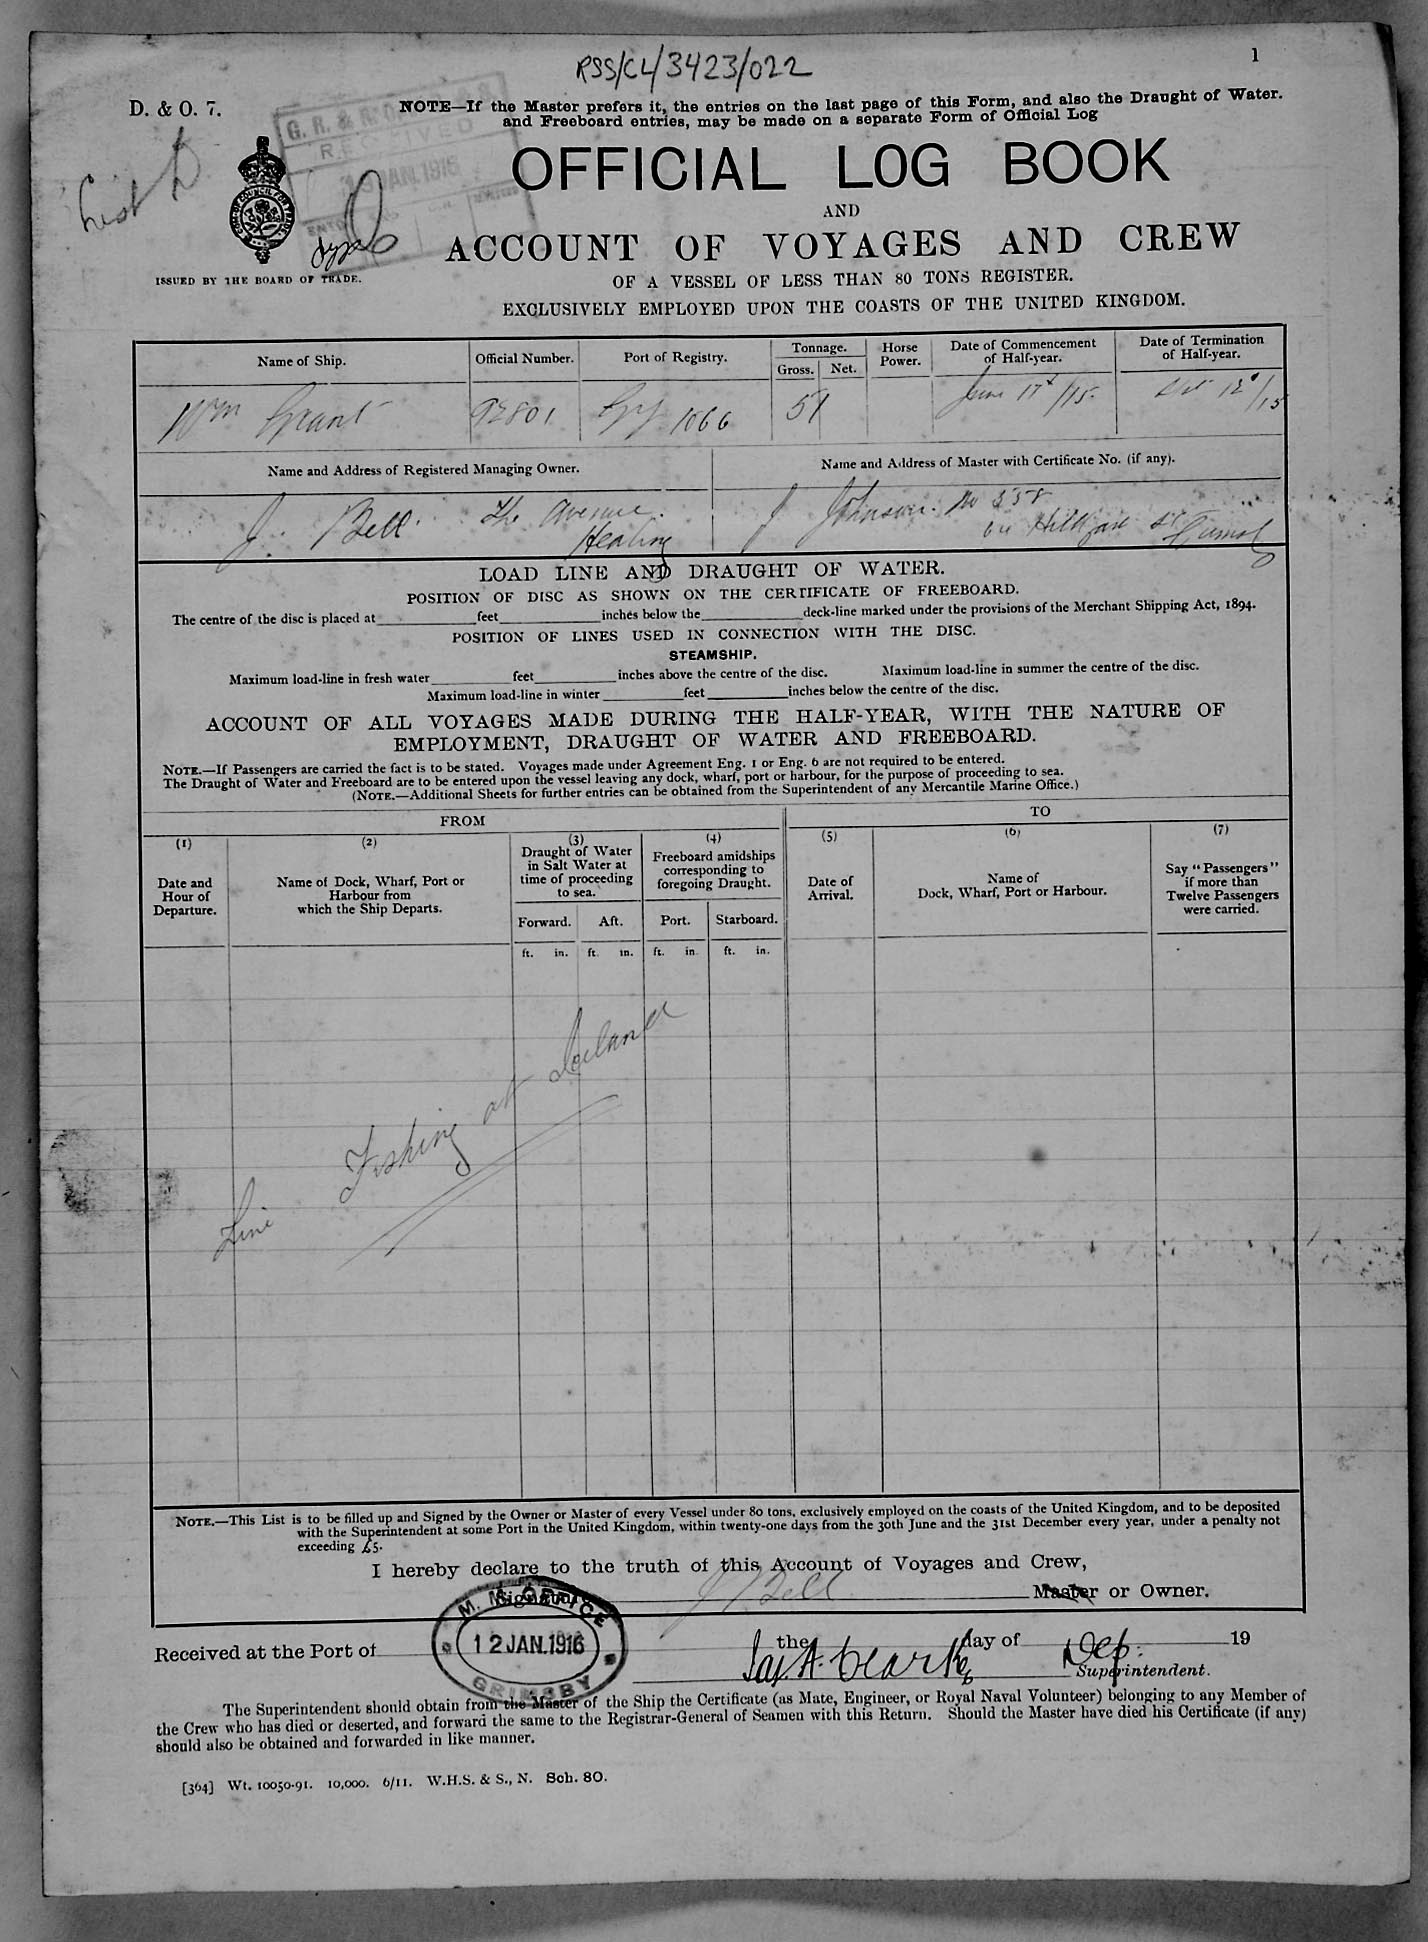 RSS/CL/3423/022
1
D. & O. 7.
NOTE—If the Master prefers it, the entries on the last page of this Form, and also the Draught of Water.
and Freeboard entries, may be made on a separate Form of Official Log
G. R. &
RECEIVED
JAN. 1916
List D
OFFICIAL LOG BOOK
AND
ACCOUNT OF VOYAGES AND CREW
ISSUED BY THE BOARD OF TRADE.
OF A VESSEL OF LESS THAN 80 TONS REGISTER.
EXCLUSIVELY EMPLOYED UPON THE COASTS OF THE UNITED KINGDOM.
Name of Ship. Official Number. Port of Registry. Tonnage. Gross. Net. Horse Power. Date of Commencement of Half-year. Date of Termination of Half-year.
Wm Grant 92801 Gy 1066 57 June 17th/15. 12/15
Name and Address of Registered Managing Owner. Name and Address of Master with Certificate No. (if any).
J. Bell The Avenue. J Johnson. No 558
Healing St Grimsby
LOAD LINE AND DRAUGHT OF WATER.
POSITION OF DISC AS SHOWN ON THE CERTIFICATE OF FREEBOARD.
The centre of the disc is placed at feet inches below the deck-line marked under the provisions of the Merchant Shipping Act, 1894.
POSITION OF LINES USED IN CONNECTION WITH THE DISC.
STEAMSHIP.
Maximum load-line in fresh water feet inches above the centre of the disc. Maximum load-line in summer the centre of the disc.
Maximum load-line in winter feet inches below the centre of the disc.
ACCOUNT OF ALL VOYAGES MADE DURING THE HALF-YEAR, WITH THE NATURE OF
EMPLOYMENT, DRAUGHT OF WATER AND FREEBOARD.
NOTE.—If Passengers are carried the fact is to be stated. Voyages made under Agreement Eng. 1 or Eng. 6 are not required to be entered.
The Draught of Water and Freeboard are to be entered upon the vessel leaving any dock, wharf, port or harbour, for the purpose of proceeding to sea.
(NOTE.—Additional Sheets for further entries can be obtained from the Superintendent of any Mercantile Marine Office.)
FROM TO
(1) (2) (3) (4) (5) (6) (7)
Date and Hour of Departure.
Name of Dock, Wharf, Port or Harbour from which the Ship Departs.
Draught of Water in Salt Water at time of proceeding to sea.
Freeboard amidships corresponding to foregoing Draught.
Date of Arrival.
Name of Dock, Wharf, Port or Harbour.
Say "Passengers" if more than Twelve Passengers were carried.
Forward. Aft. Port. Starboard.
ft. in. ft. in. ft. in. ft. in.
Line Fishing at Iceland
NOTE.—This List is to be filled up and Signed by the Owner or Master of every Vessel under 80 tons, exclusively employed on the coasts of the United Kingdom, and to be deposited
with the Superintendent at some Port in the United Kingdom, within twenty-one days from the 30th June and the 31st December every year, under a penalty not
exceeding £5.
I hereby declare to the truth of this Account of Voyages and Crew,
Signature J Bell Master or Owner.
M. M. OFFICE
12 JAN. 1916
GRIMSBY
Received at the Port of the day of 19
A. Clarke Dep. Superintendent.
The Superintendent should obtain from the Master of the Ship the Certificate (as Mate, Engineer, or Royal Naval Volunteer) belonging to any Member of
the Crew who has died or deserted, and forward the same to the Registrar-General of Seamen with this Return. Should the Master have died his Certificate (if any)
should also be obtained and forwarded in like manner.
[364] Wt. 10050-91. 10,000. 6/11. W.H.S. & S., N. Sch. 80.